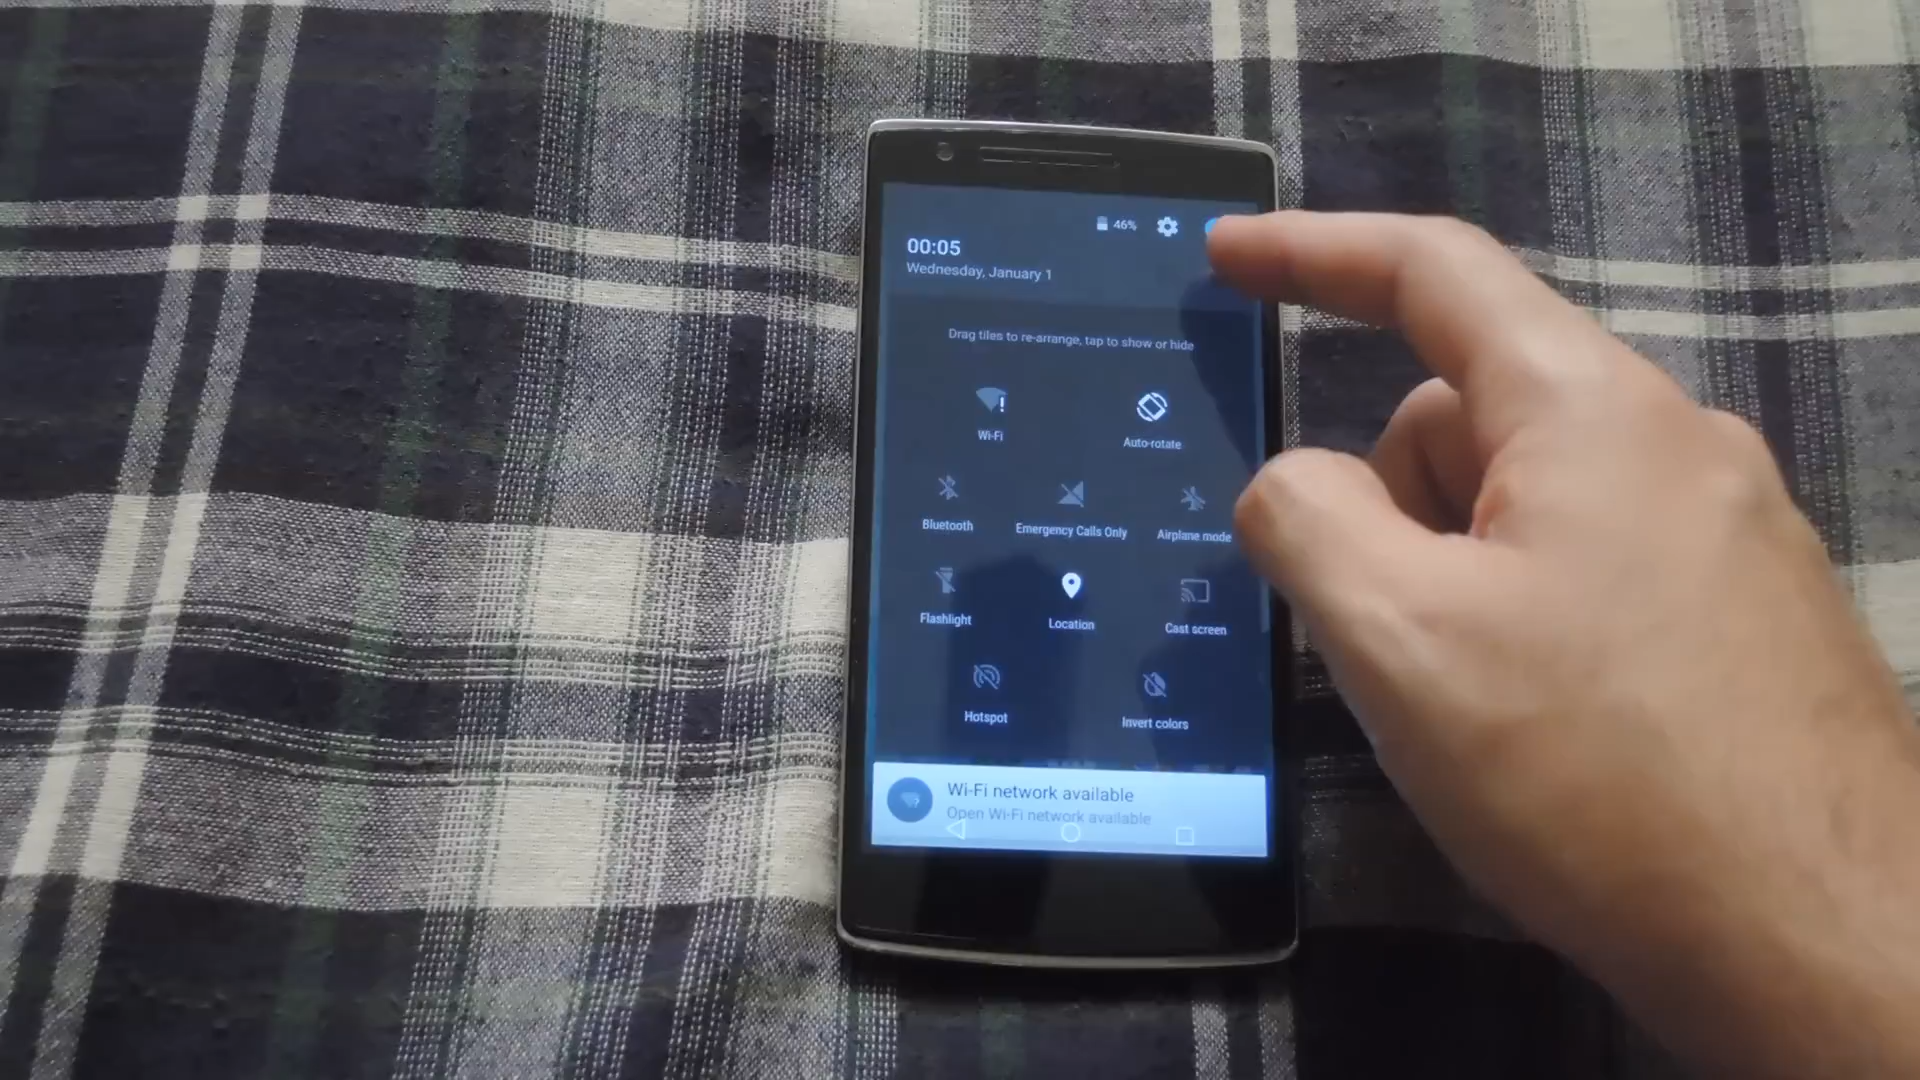 46%
00:05
Wednesday, January 1
Drag tiles to re-arrange, tap to show or hide
Wi-Fi
Auto-rotate
Bluetooth
Emergency Calls Only
Airplane mode
Flashlight
Location
Cast screen
Hotspot
Invert colors
Wi-Fi network available
Open Wi-Fi network available